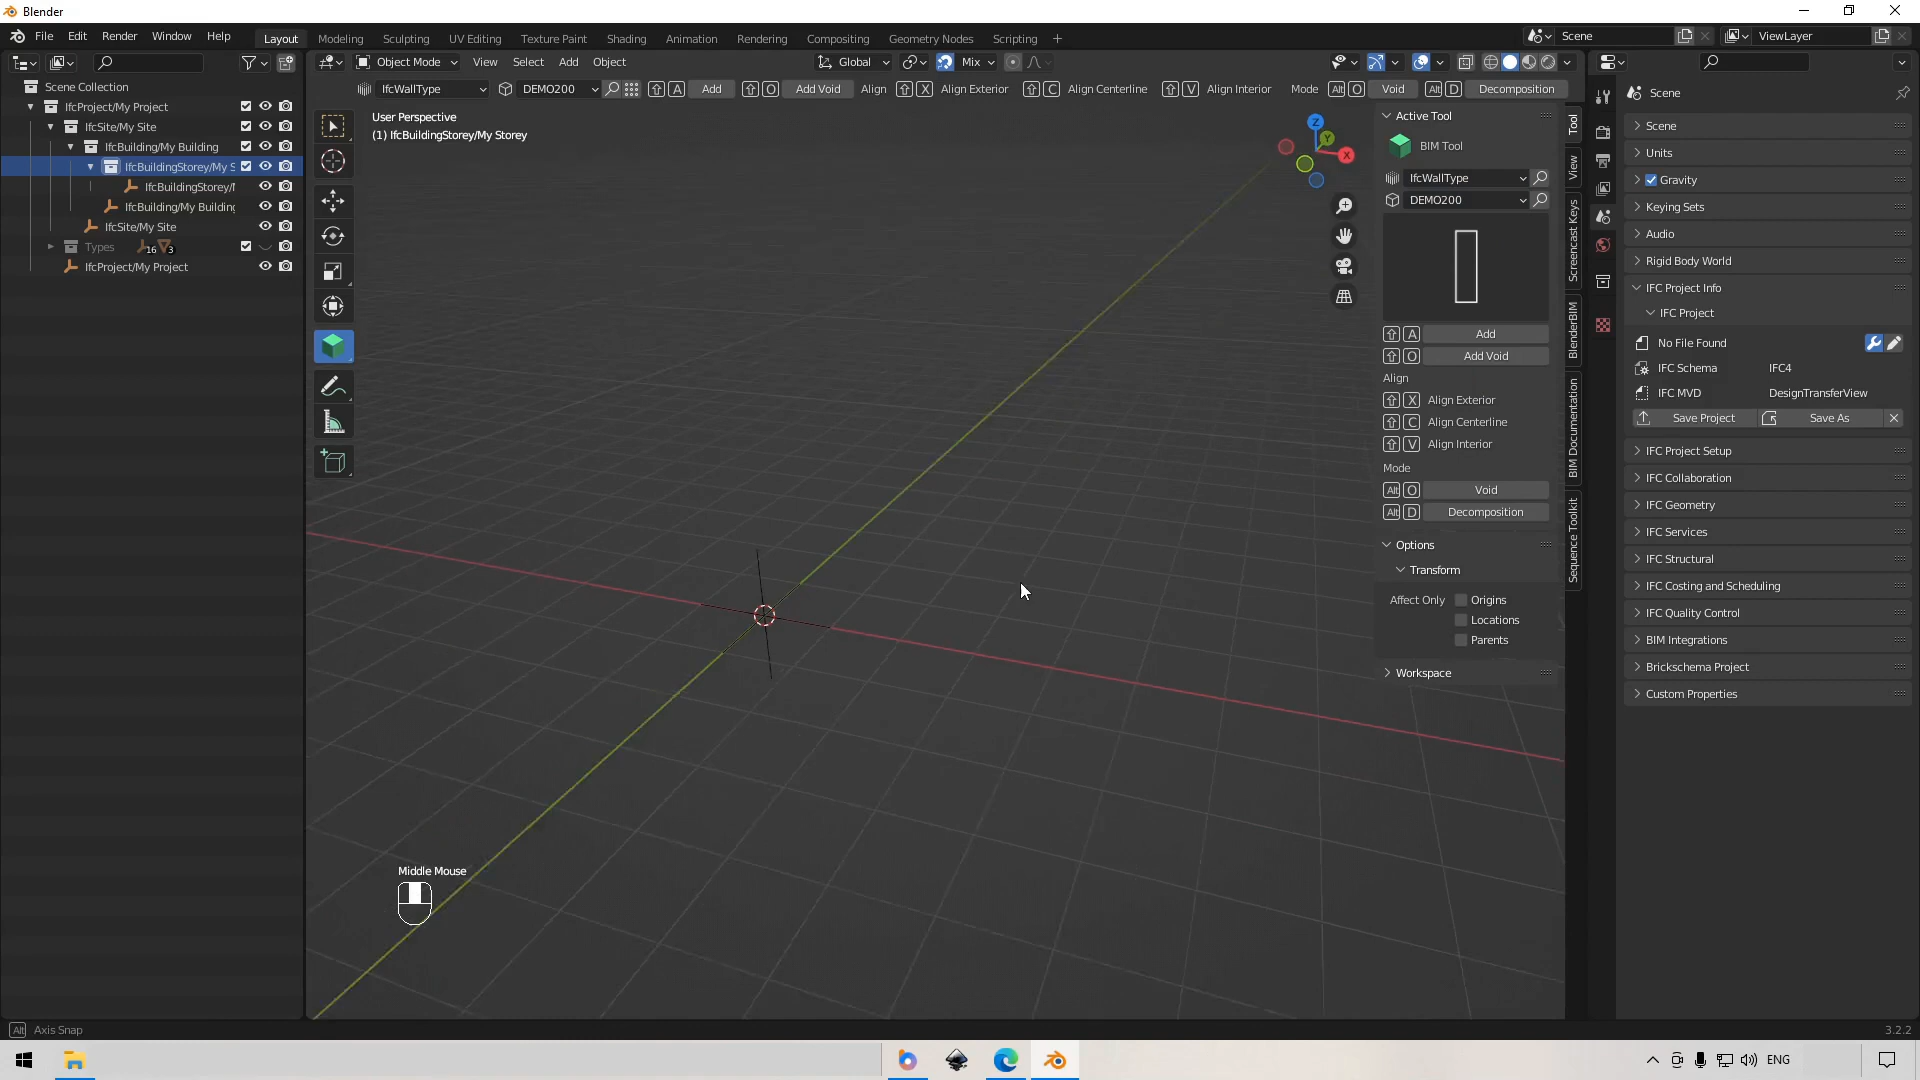 Blender
File Edit Render Window Help
Layout Modeling Sculpting UV Editing Texture Paint Shading Animation Rendering Compositing Geometry Nodes Scripting +
Scene
ViewLayer
Object Mode View Select Add Object
Global
Mix
IfcWallType
DEMO200
A Add
O Add Void
Align
X Align Exterior
C Align Centerline
V Align Interior
Mode
Alt O Void
Alt D Decomposition
Scene Collection
IfcProject/My Project
IfcSite/My Site
IfcBuilding/My Building
IfcBuildingStorey/My S
IfcBuildingStorey/
IfcBuilding/My Building
IfcSite/My Site
Types 16 3
IfcProject/My Project
User Perspective
(1) IfcBuildingStorey/My Storey
Z
Y
X
Middle Mouse
Active Tool
BIM Tool
IfcWallType
DEMO200
A Add
O Add Void
Align
X Align Exterior
C Align Centerline
V Align Interior
Mode
Alt O Void
Alt D Decomposition
Options
Transform
Affect Only Origins
Locations
Parents
Workspace
Tool
View
Screencast Keys
BlenderBIM
BIM Documentation
Sequence Toolkit
Scene
Scene
Units
Gravity
Keying Sets
Audio
Rigid Body World
IFC Project Info
IFC Project
No File Found
IFC Schema IFC4
IFC MVD DesignTransferView
Save Project Save As
IFC Project Setup
IFC Collaboration
IFC Geometry
IFC Services
IFC Structural
IFC Costing and Scheduling
IFC Quality Control
BIM Integrations
Brickschema Project
Custom Properties
Alt Axis Snap
3.2.2
ENG